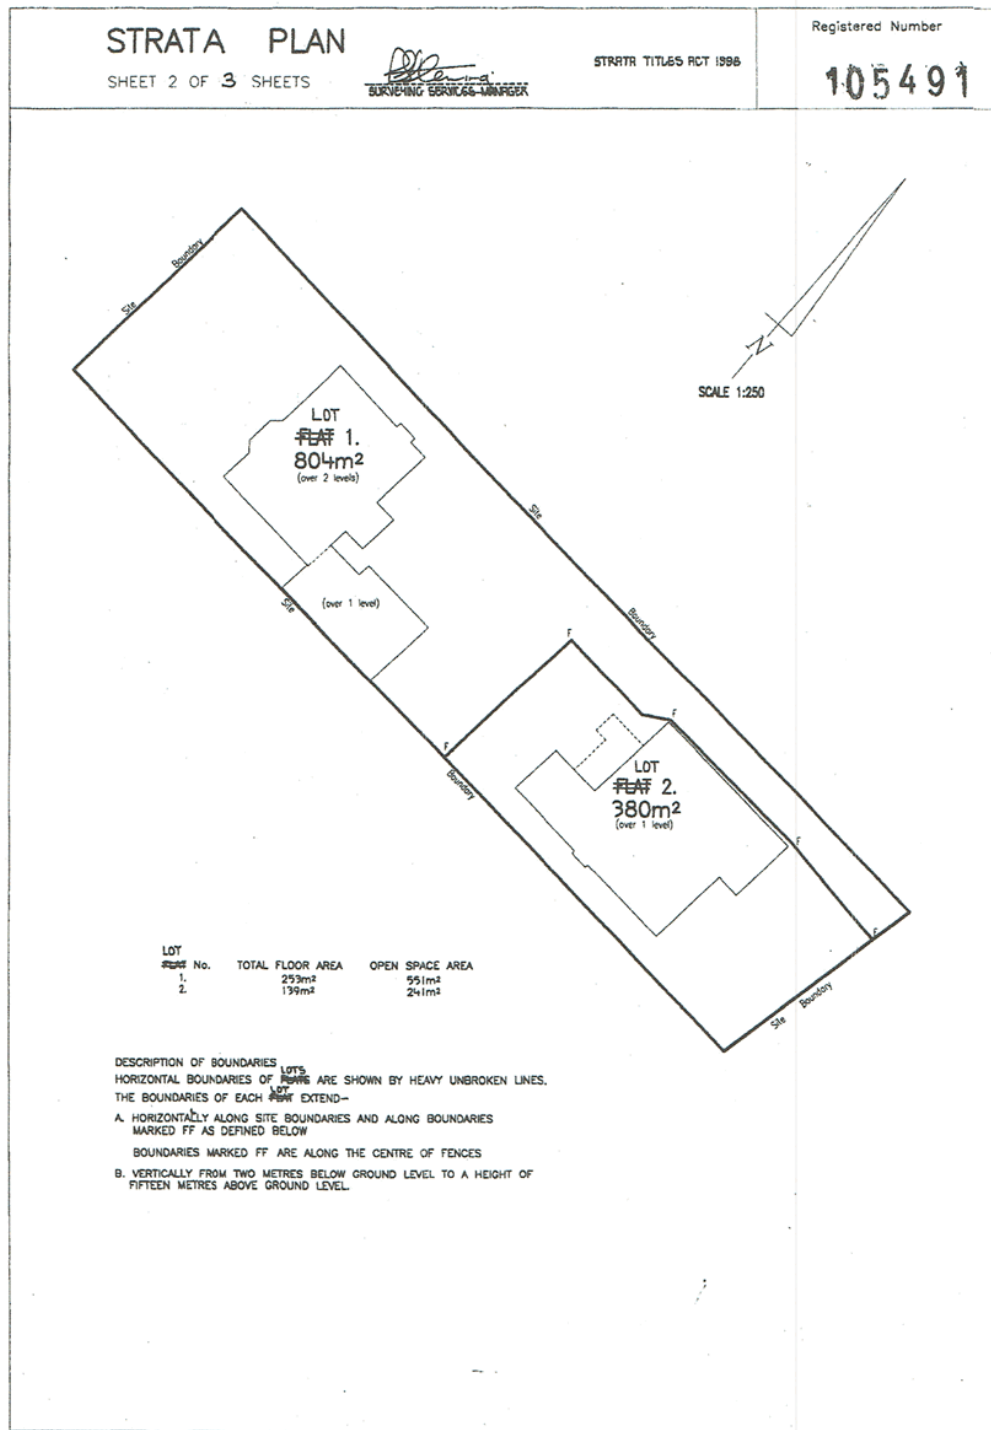 STRATA PLAN
SHEET 2 OF 3 SHEETS
SURVEYING SERVICES MANAGER
STRATA TITLES ACT 1998
Registered Number
105491
Site Boundary
N
SCALE 1:250
LOT
FLAT 1.
804m²
(over 2 levels)
Site
Site
(over 1 level)
Boundary
F
F
F
Boundary
LOT
FLAT 2.
380m²
(over 1 level)
F
F
Site Boundary
LOT
FLAT No. TOTAL FLOOR AREA OPEN SPACE AREA
1. 253m² 551m²
2. 139m² 241m²
DESCRIPTION OF BOUNDARIES
LOTS
HORIZONTAL BOUNDARIES OF FLATS ARE SHOWN BY HEAVY UNBROKEN LINES.
LOT
THE BOUNDARIES OF EACH FLAT EXTEND-
A. HORIZONTALLY ALONG SITE BOUNDARIES AND ALONG BOUNDARIES
MARKED FF AS DEFINED BELOW
BOUNDARIES MARKED FF ARE ALONG THE CENTRE OF FENCES
B. VERTICALLY FROM TWO METRES BELOW GROUND LEVEL TO A HEIGHT OF
FIFTEEN METRES ABOVE GROUND LEVEL.